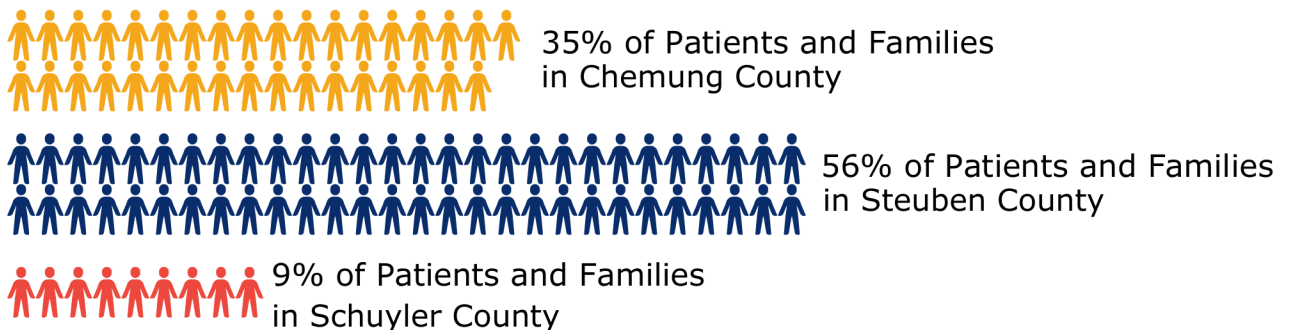 35% of Patients and Families
in Chemung County
56% of Patients and Families
in Steuben County
9% of Patients and Families
in Schuyler County